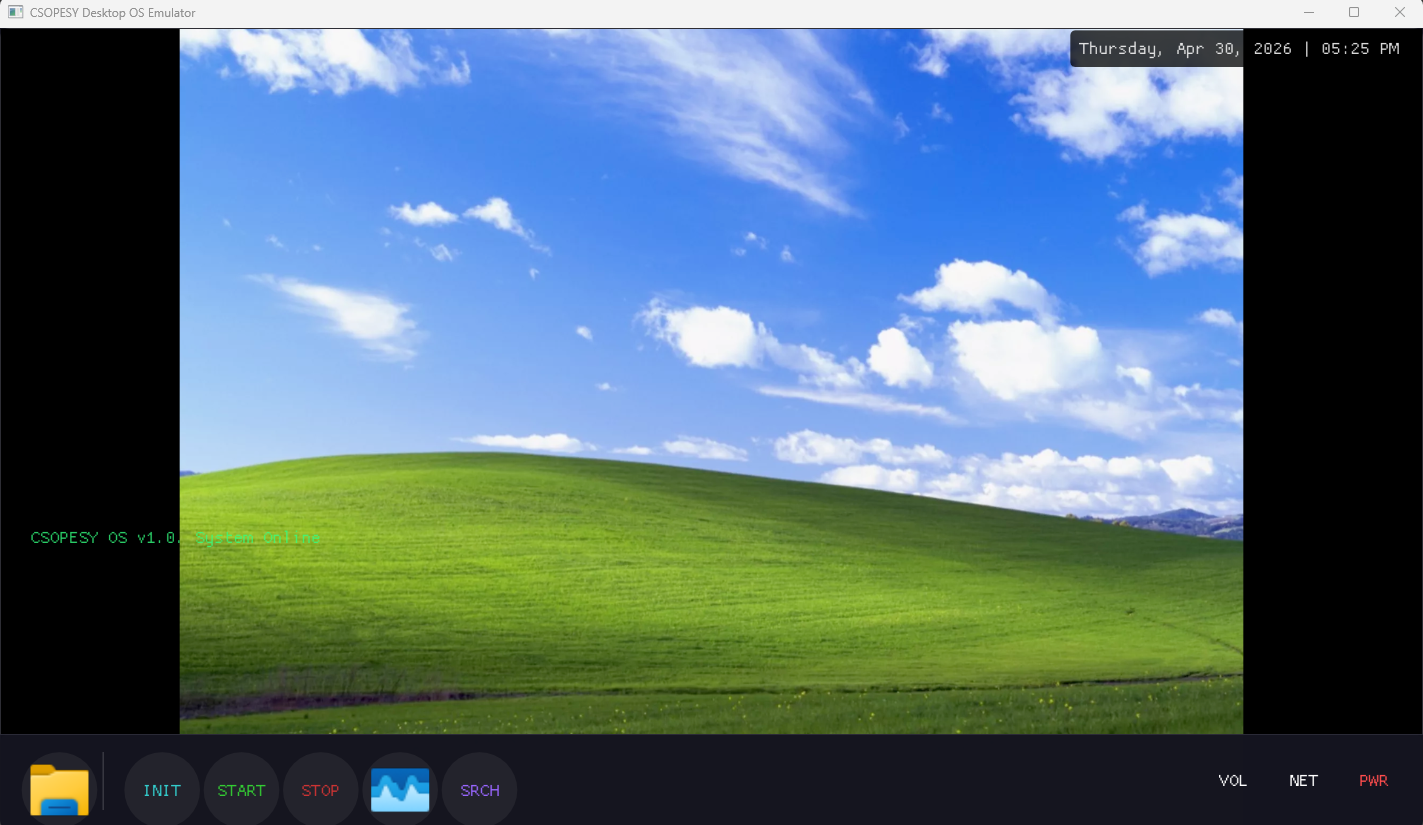 CSOPESY Desktop OS Emulator
Thursday, Apr 30, 2026 | 05:25 PM
CSOPESY OS v1.0. System Online
INIT START STOP SRCH VOL NET PWR